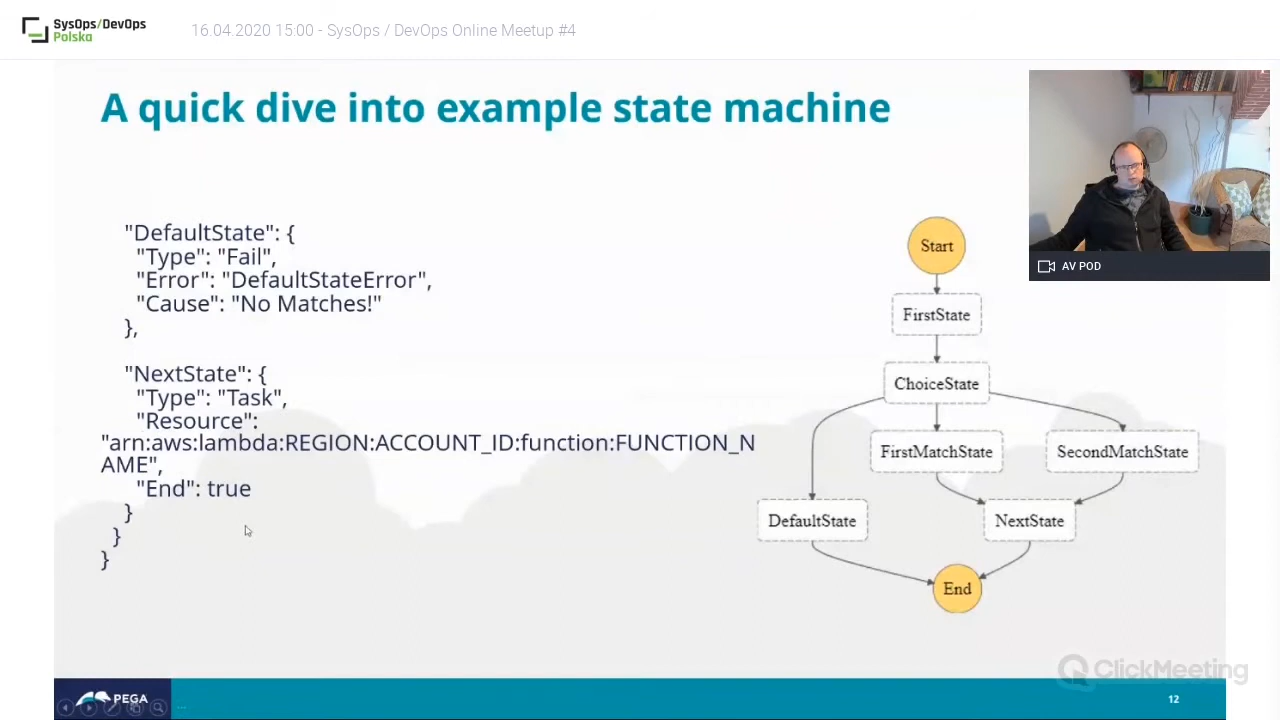 SysOps/DevOps
Polska
16.04.2020 15:00 - SysOps / DevOps Online Meetup #4
A quick dive into example state machine
"DefaultState": {
"Type": "Fail",
"Error": "DefaultStateError",
"Cause": "No Matches!"
},
"NextState": {
"Type": "Task",
"Resource":
"arn:aws:lambda:REGION:ACCOUNT_ID:function:FUNCTION_N
AME",
"End": true
}
}
}
Start
FirstState
ChoiceState
FirstMatchState
SecondMatchState
DefaultState
NextState
End
AV POD
ClickMeeting
PEGA
...
12